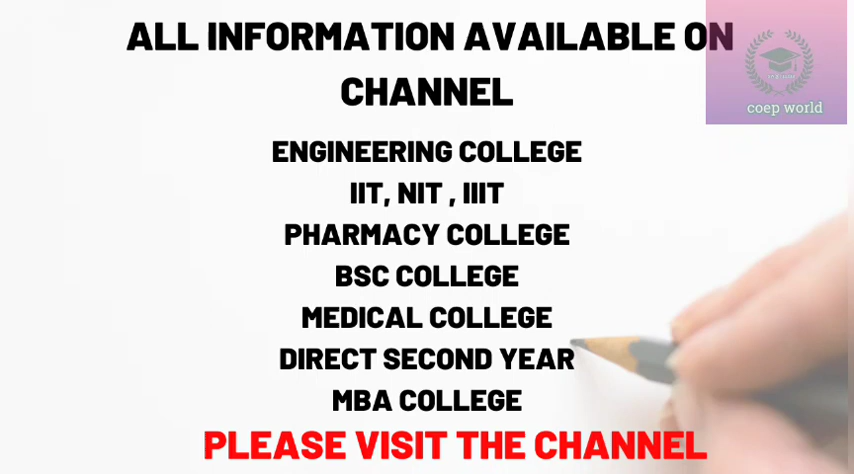 ALL INFORMATION AVAILABLE ON
CHANNEL
coep world
ENGINEERING COLLEGE
IIT, NIT , IIIT
PHARMACY COLLEGE
BSC COLLEGE
MEDICAL COLLEGE
DIRECT SECOND YEAR
MBA COLLEGE
PLEASE VISIT THE CHANNEL